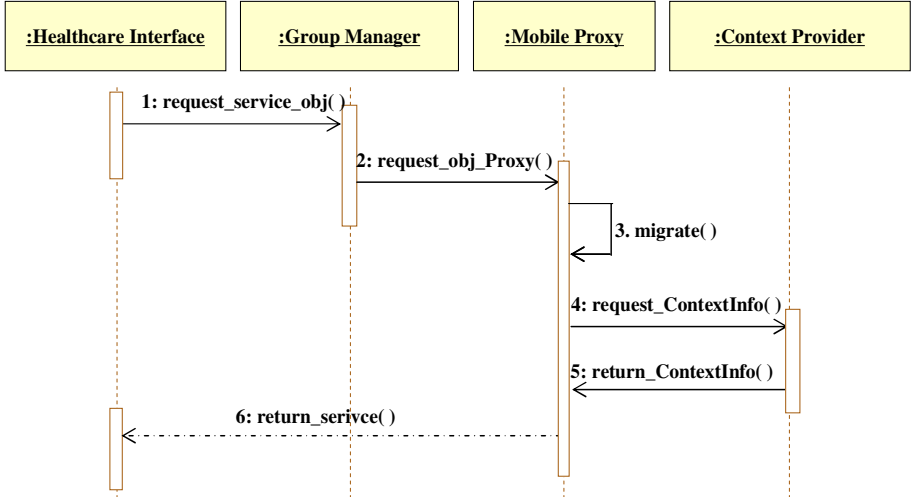 :Healthcare Interface
:Group Manager
:Mobile Proxy
:Context Provider
1: request_service_obj( )
2: request_obj_Proxy( )
3. migrate( )
4: request_ContextInfo( )
5: return_ContextInfo( )
6: return_serivce( )